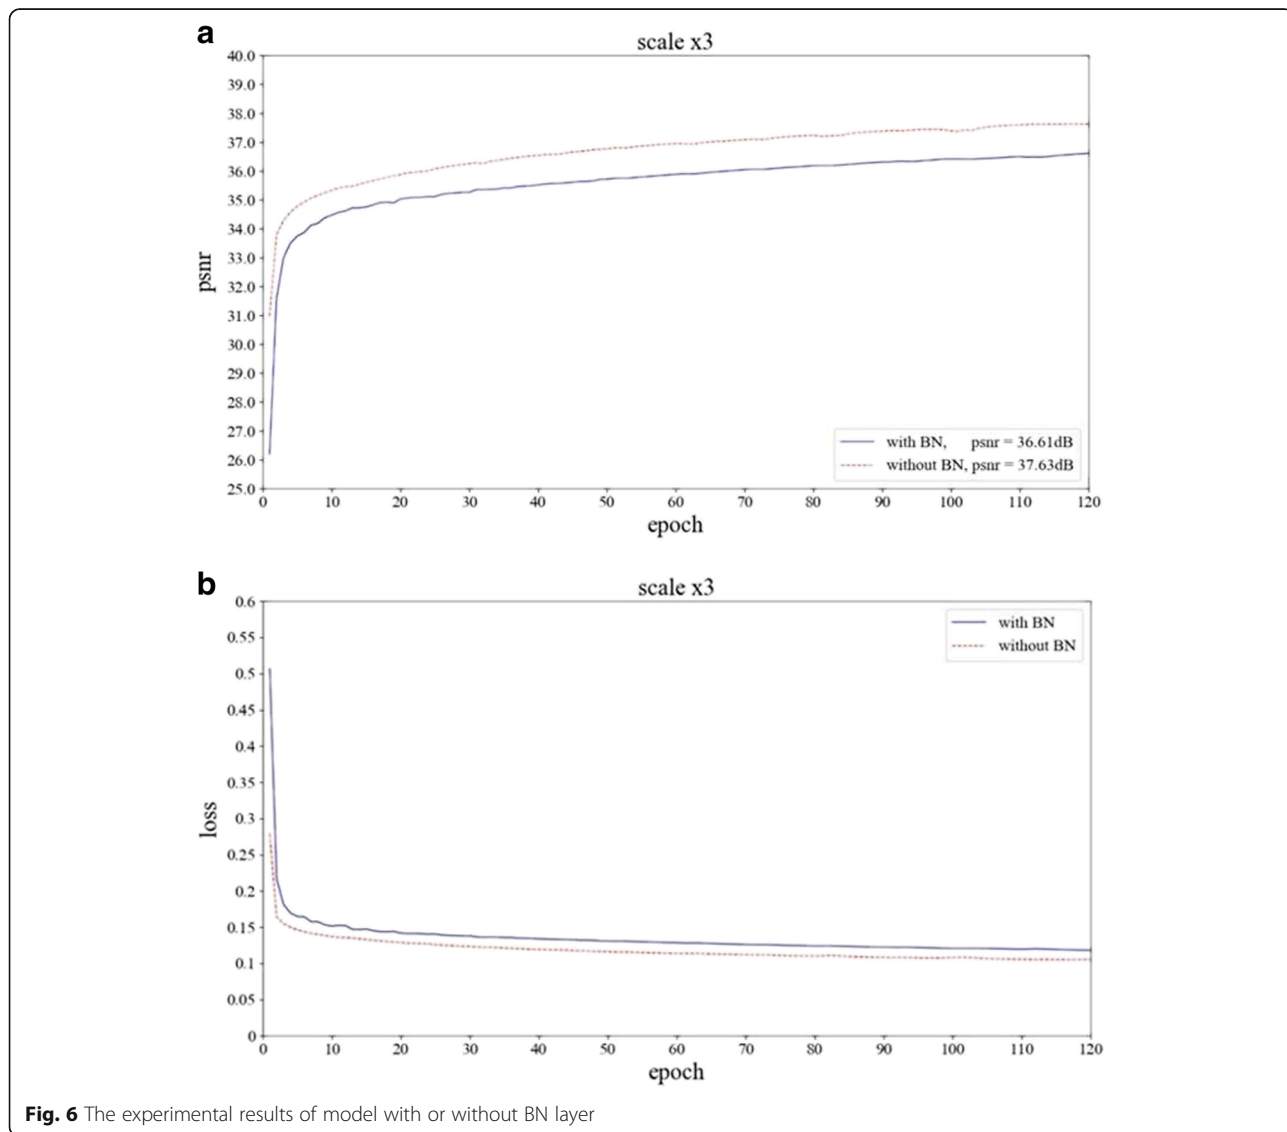 a
scale x3
40.0
39.0
38.0
37.0
36.0
35.0
34.0
33.0
32.0
31.0
30.0
29.0
28.0
27.0
26.0
25.0
psnr
with BN, psnr = 36.61dB
without BN, psnr = 37.63dB
0 10 20 30 40 50 60 70 80 90 100 110 120
epoch
b
scale x3
0.6
0.55
0.5
0.45
0.4
0.35
0.3
0.25
0.2
0.15
0.1
0.05
0
loss
with BN
without BN
0 10 20 30 40 50 60 70 80 90 100 110 120
epoch
Fig. 6 The experimental results of model with or without BN layer